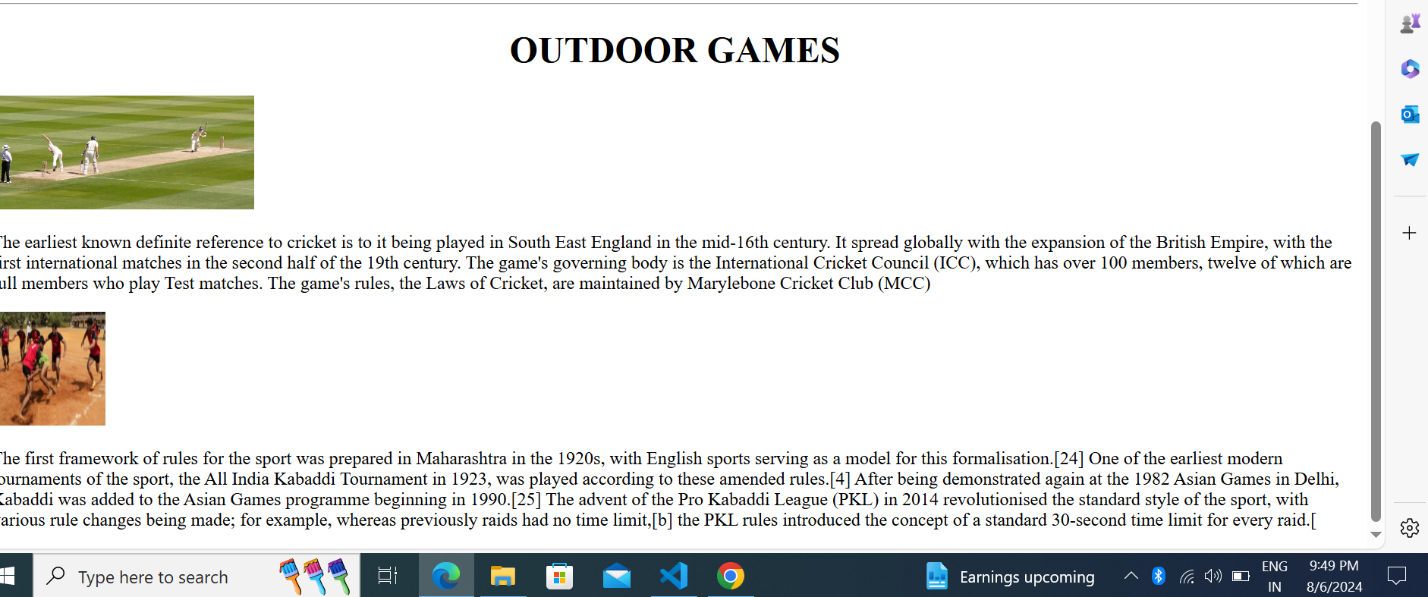 OUTDOOR GAMES
The earliest known definite reference to cricket is to it being played in South East England in the mid-16th century. It spread globally with the expansion of the British Empire, with the
first international matches in the second half of the 19th century. The game's governing body is the International Cricket Council (ICC), which has over 100 members, twelve of which are
full members who play Test matches. The game's rules, the Laws of Cricket, are maintained by Marylebone Cricket Club (MCC)
The first framework of rules for the sport was prepared in Maharashtra in the 1920s, with English sports serving as a model for this formalisation.[24] One of the earliest modern
tournaments of the sport, the All India Kabaddi Tournament in 1923, was played according to these amended rules.[4] After being demonstrated again at the 1982 Asian Games in Delhi,
Kabaddi was added to the Asian Games programme beginning in 1990.[25] The advent of the Pro Kabaddi League (PKL) in 2014 revolutionised the standard style of the sport, with
various rule changes being made; for example, whereas previously raids had no time limit,[b] the PKL rules introduced the concept of a standard 30-second time limit for every raid.[
Type here to search
Earnings upcoming
ENG
IN
9:49 PM
8/6/2024